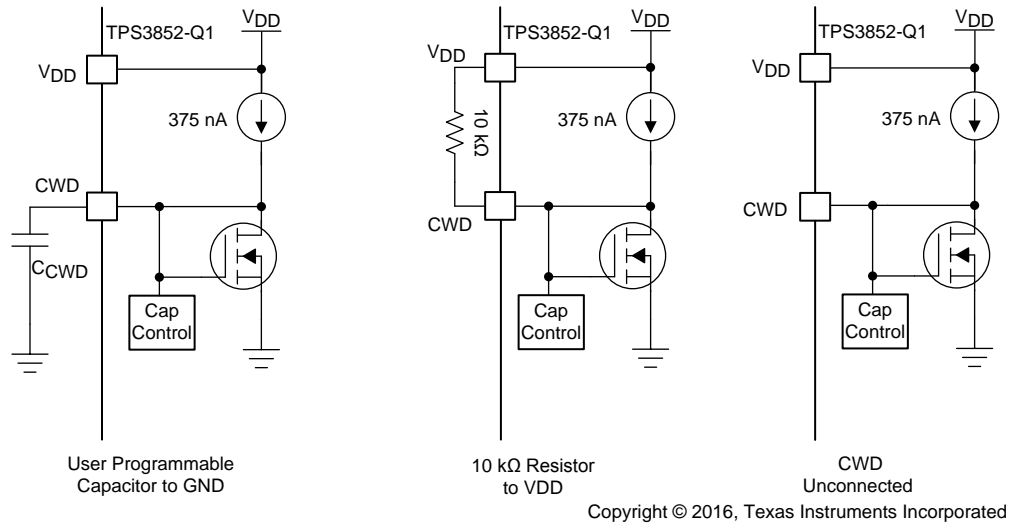 VDD
TPS3852-Q1
VDD
375 nA
CWD
CCWD
Cap
Control
User Programmable
Capacitor to GND
VDD
TPS3852-Q1
VDD
10 kΩ
375 nA
CWD
Cap
Control
10 kΩ Resistor
to VDD
VDD
TPS3852-Q1
VDD
375 nA
CWD
Cap
Control
CWD
Unconnected
Copyright © 2016, Texas Instruments Incorporated